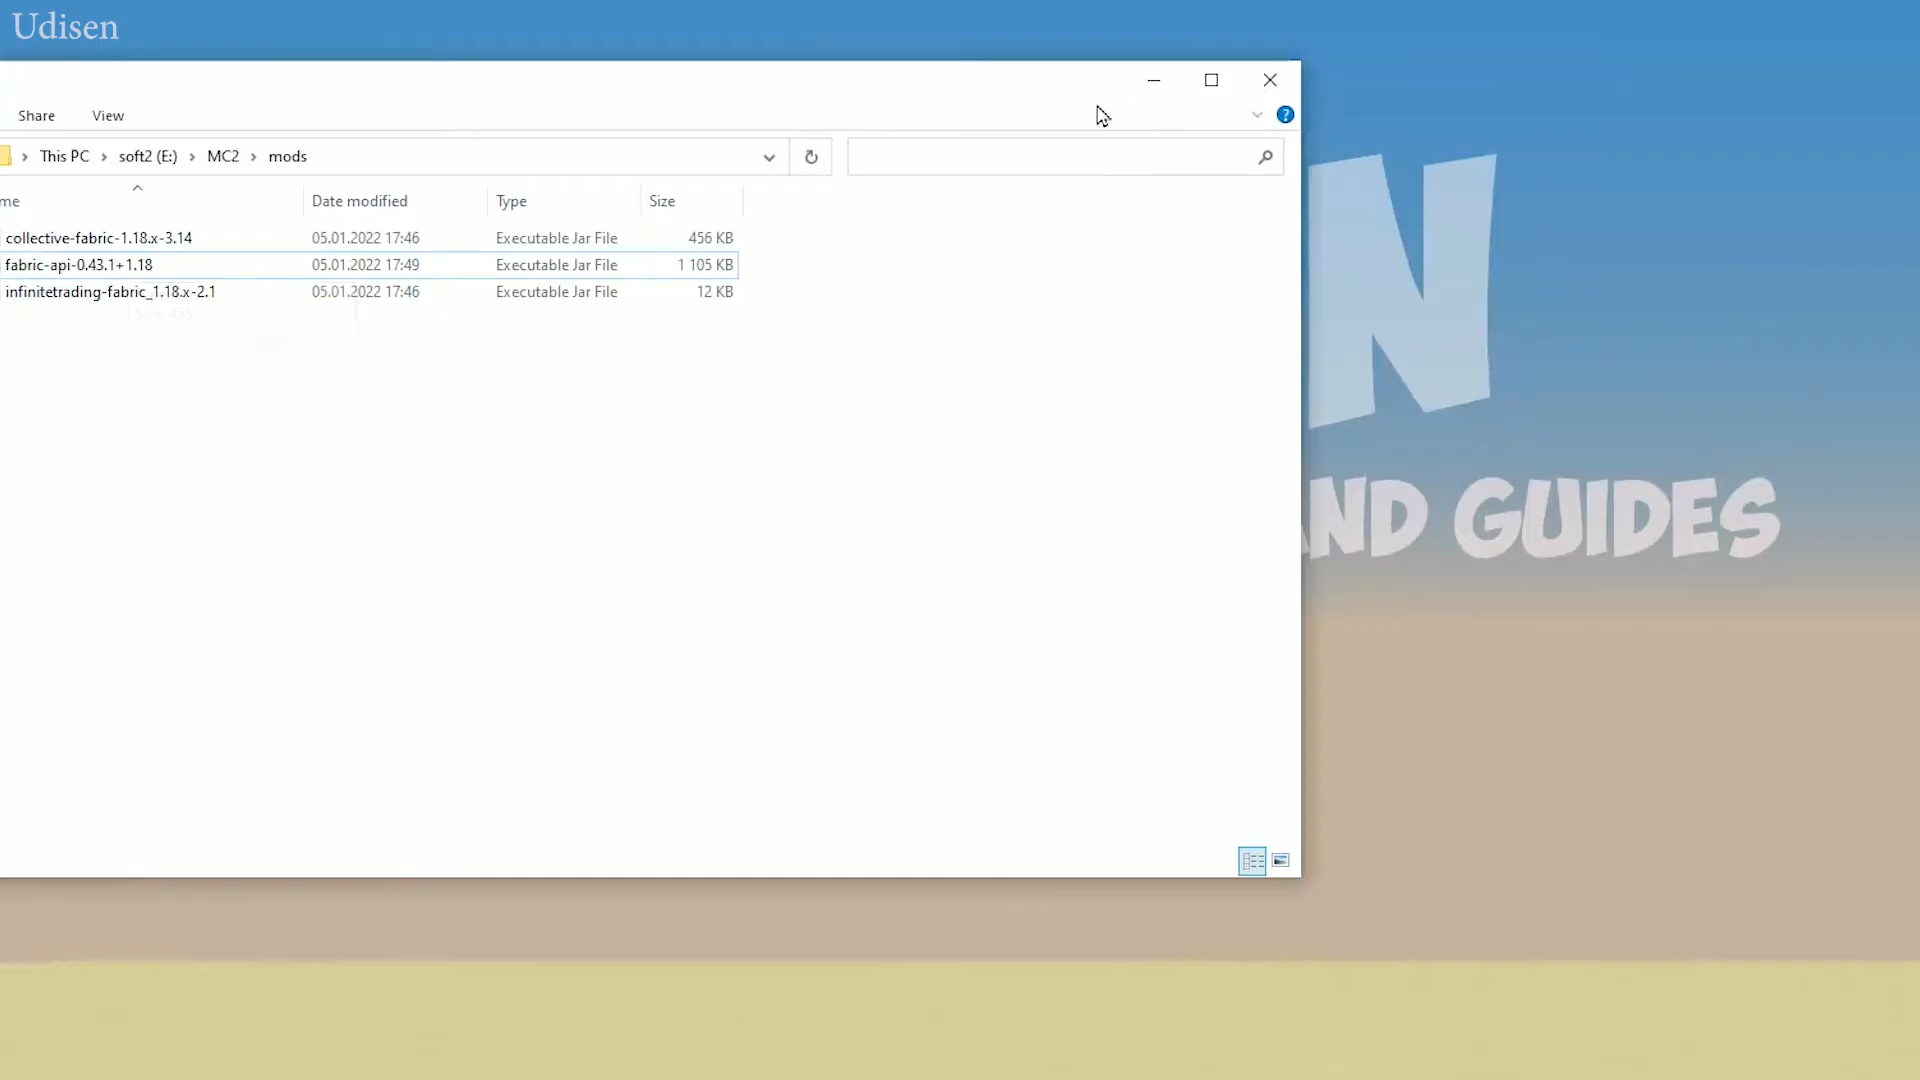 Udisen
Share View
This PC soft2 (E:) MC2 mods
me Date modified Type Size
collective-fabric-1.18.x-3.14 05.01.2022 17:46 Executable Jar File 456 KB
fabric-api-0.43.1+1.18 05.01.2022 17:49 Executable Jar File 1 105 KB
infinitetrading-fabric_1.18.x-2.1 05.01.2022 17:46 Executable Jar File 12 KB
Size: 455
N
AND GUIDES